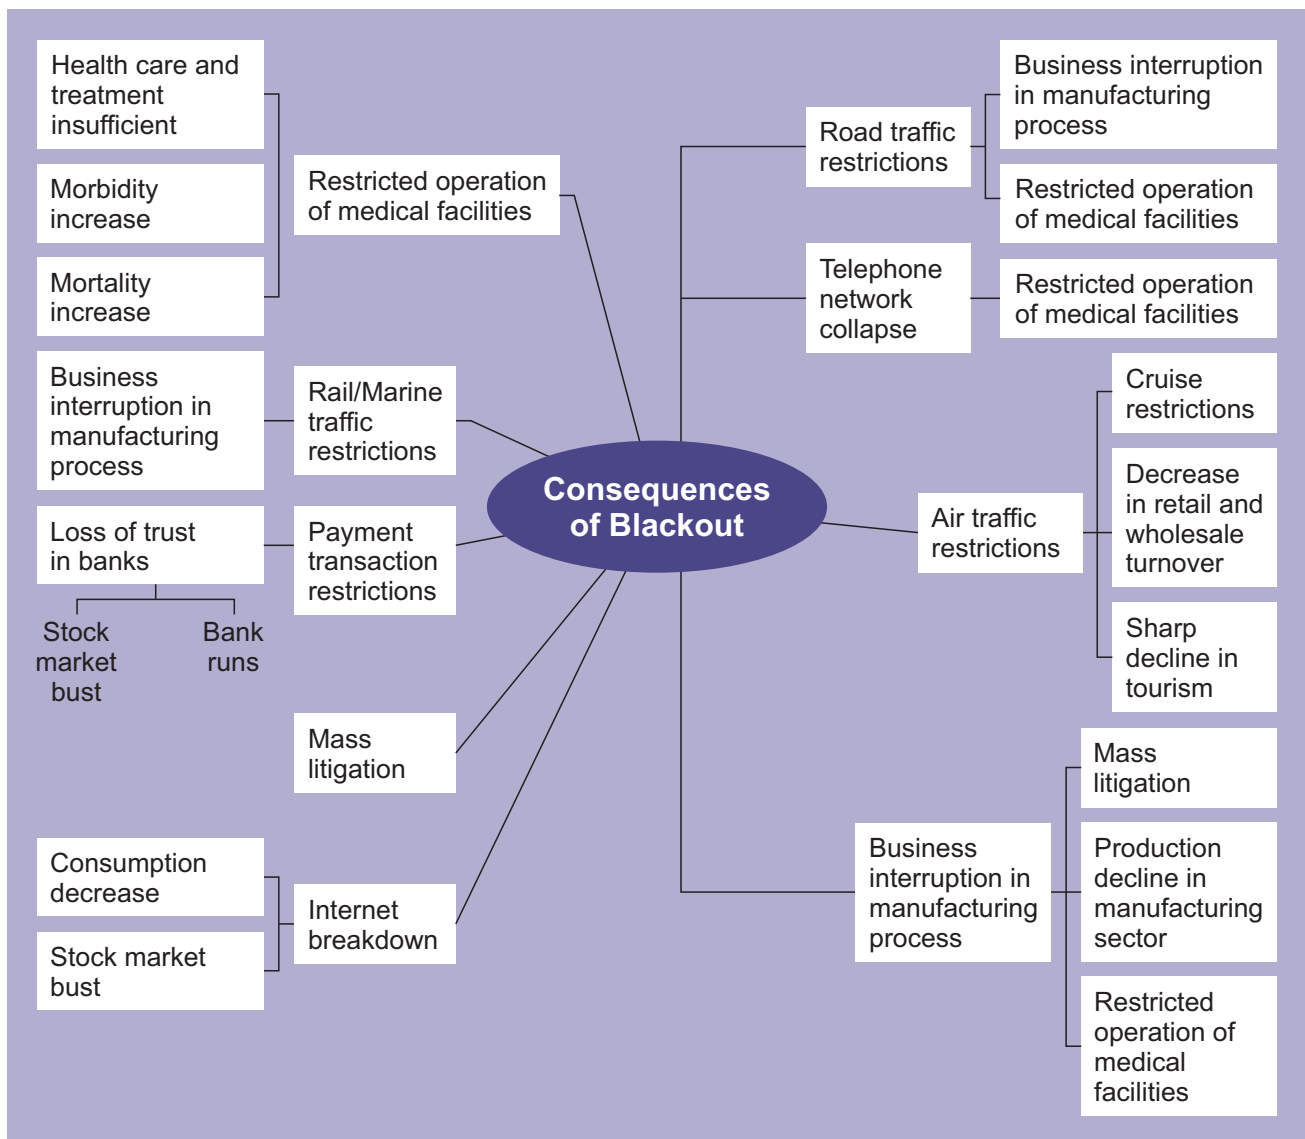 Health care and
treatment
insufficient
Morbidity
increase
Mortality
increase
Restricted operation
of medical facilities
Business
interruption in
manufacturing
process
Rail/Marine
traffic
restrictions
Loss of trust
in banks
Stock
market
bust
Bank
runs
Payment
transaction
restrictions
Mass
litigation
Consumption
decrease
Stock market
bust
Internet
breakdown
Consequences
of Blackout
Road traffic
restrictions
Business interruption
in manufacturing
process
Restricted operation
of medical facilities
Telephone
network
collapse
Restricted operation
of medical facilities
Air traffic
restrictions
Cruise
restrictions
Decrease
in retail and
wholesale
turnover
Sharp
decline in
tourism
Business
interruption in
manufacturing
process
Mass
litigation
Production
decline in
manufacturing
sector
Restricted
operation of
medical
facilities